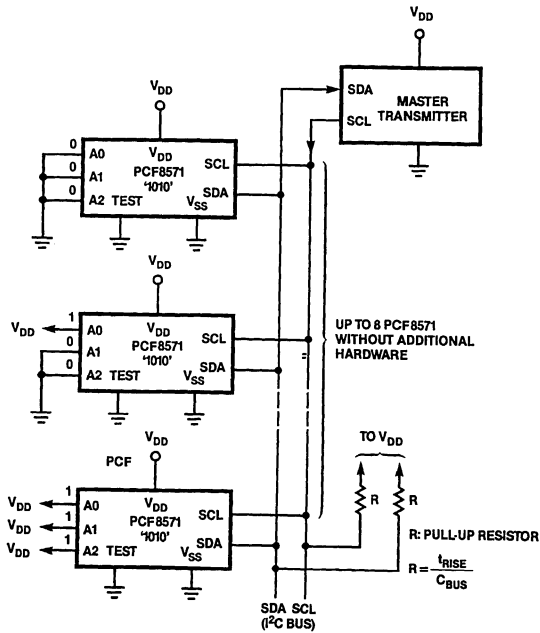 VDD
SDA
SCL
MASTER
TRANSMITTER
VDD
0
0
0
A0
A1
A2
TEST
VDD
PCF8571
'1010'
VSS
SCL
SDA
VDD
VDD
1
0
0
A0
A1
A2
TEST
VDD
PCF8571
'1010'
VSS
SCL
SDA
=
UP TO 8 PCF8571
WITHOUT ADDITIONAL
HARDWARE
PCF
VDD
VDD
VDD
VDD
1
1
1
A0
A1
A2
TEST
VDD
PCF8571
'1010'
VSS
SCL
SDA
TO VDD
R
R
R: PULL-UP RESISTOR
R = tRISE / CBUS
SDA SCL
(I²C BUS)